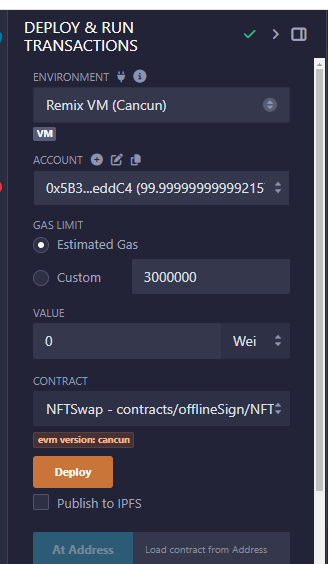 DEPLOY & RUN
TRANSACTIONS
ENVIRONMENT
Remix VM (Cancun)
VM
ACCOUNT
0x5B3...eddC4 (99.99999999999215
GAS LIMIT
Estimated Gas
Custom 3000000
VALUE
0 Wei
CONTRACT
NFTSwap - contracts/offlineSign/NFT
evm version: cancun
Deploy
Publish to IPFS
At Address Load contract from Address